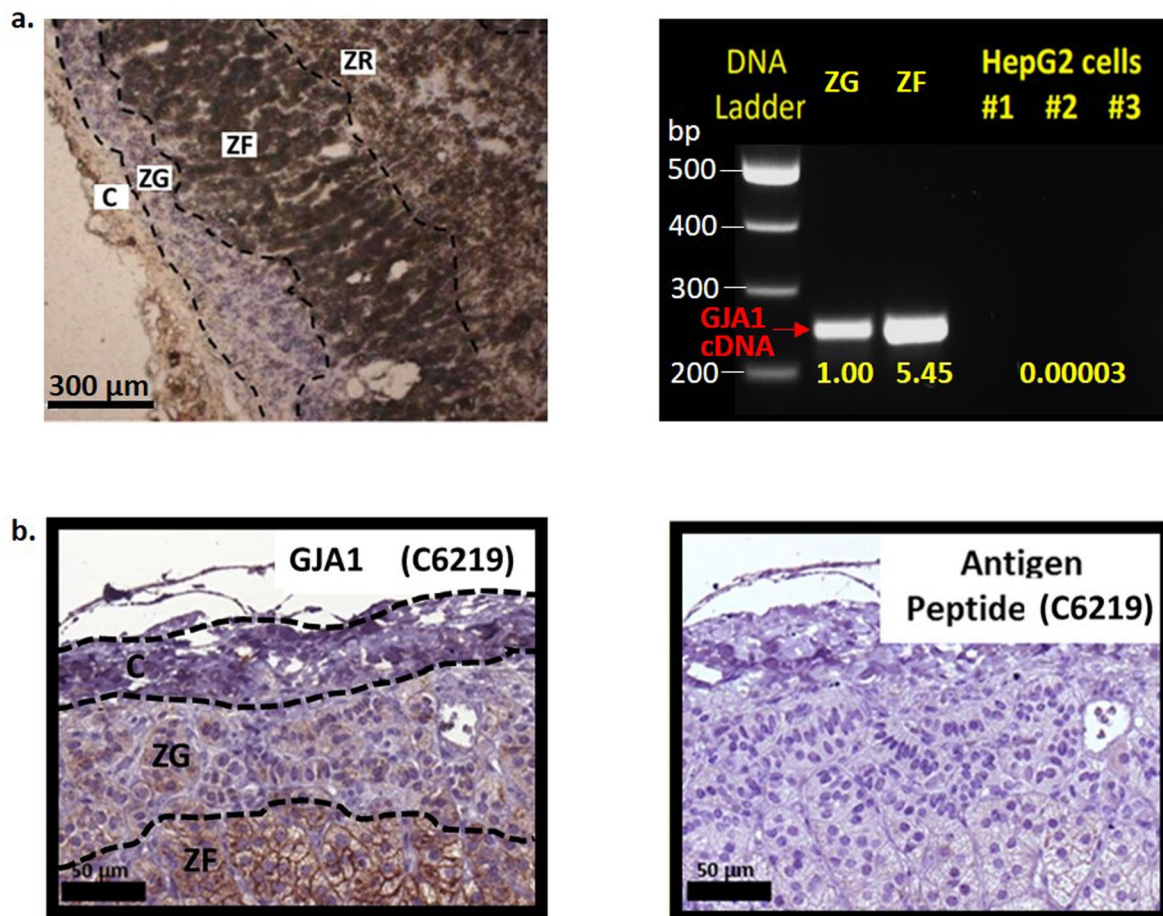 a.
ZR
ZF
ZG
C
300 µm
DNA
Ladder
ZG
ZF
HepG2 cells
#1 #2 #3
bp
500
400
300
GJA1
cDNA
200
1.00
5.45
0.00003
b.
GJA1 (C6219)
C
ZG
ZF
50 µm
Antigen
Peptide (C6219)
50 µm